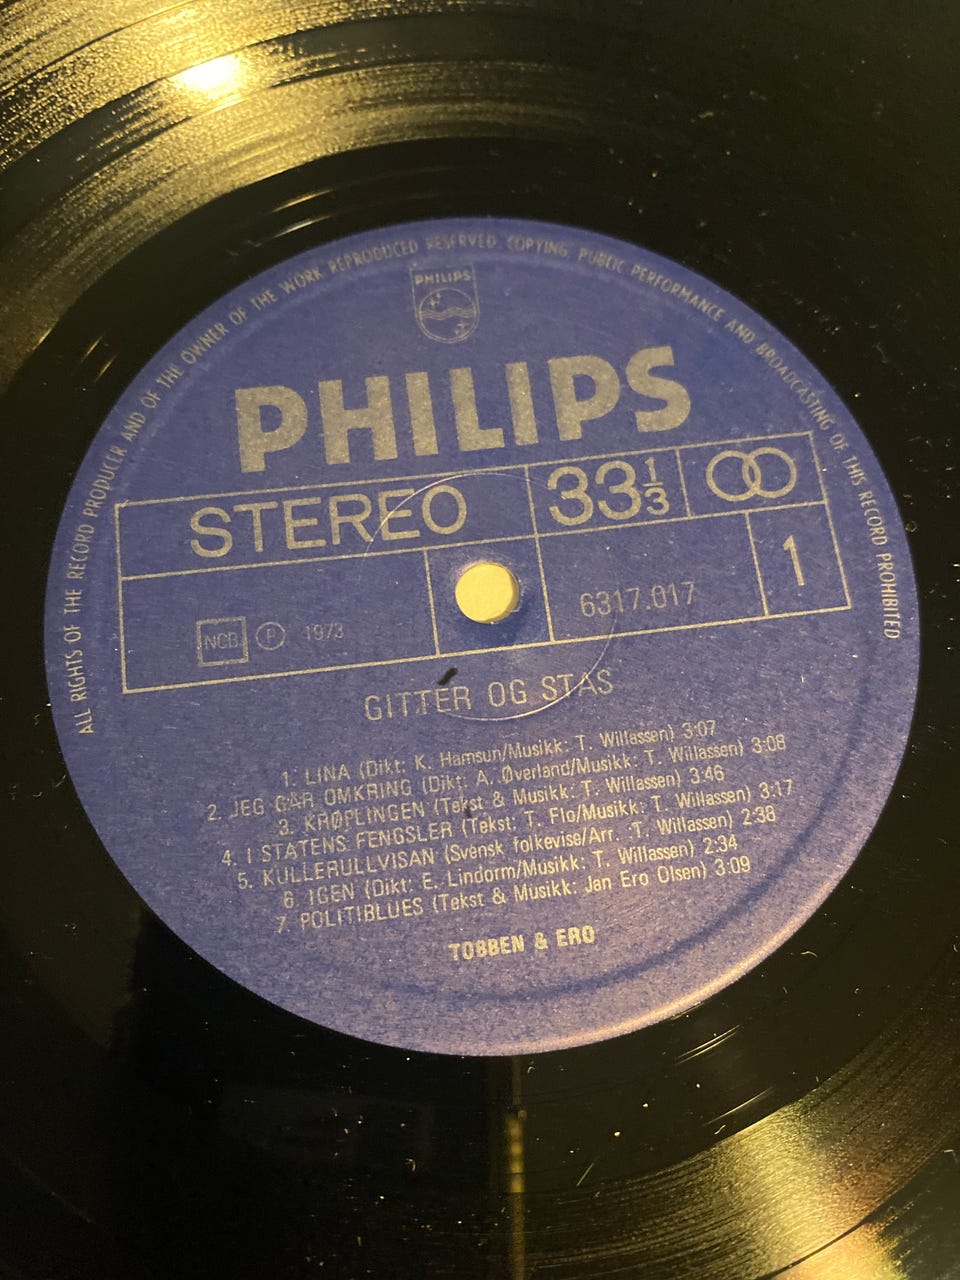 ALL RIGHTS OF THE RECORD PRODUCER AND OF THE OWNER OF THE WORK REPRODUCED RESERVED. COPYING, PUBLIC PERFORMANCE AND BROADCASTING OF THIS RECORD PROHIBITED
PHILIPS
PHILIPS
STEREO 33 1/3
NCB Ⓟ 1973 6317.017 1
GITTER OG STAS
1. LINA (Dikt: K. Hamsun/Musikk: T. Willassen) 3:07
2. JEG GÅR OMKRING (Dikt: A. Øverland/Musikk: T. Willassen) 3:08
3. KRØPLINGEN (Tekst & Musikk: T. Willassen) 3:46
4. I STATENS FENGSLER (Tekst: T. Flo/Musikk: T. Willassen) 3:17
5. KULLERULLVISAN (Svensk folkevise/Arr. T. Willassen) 2:38
6. IGEN (Dikt: E. Lindorm/Musikk: T. Willassen) 2:34
7. POLITIBLUES (Tekst & Musikk: Jan Ero Olsen) 3:09
TOBBEN & ERO